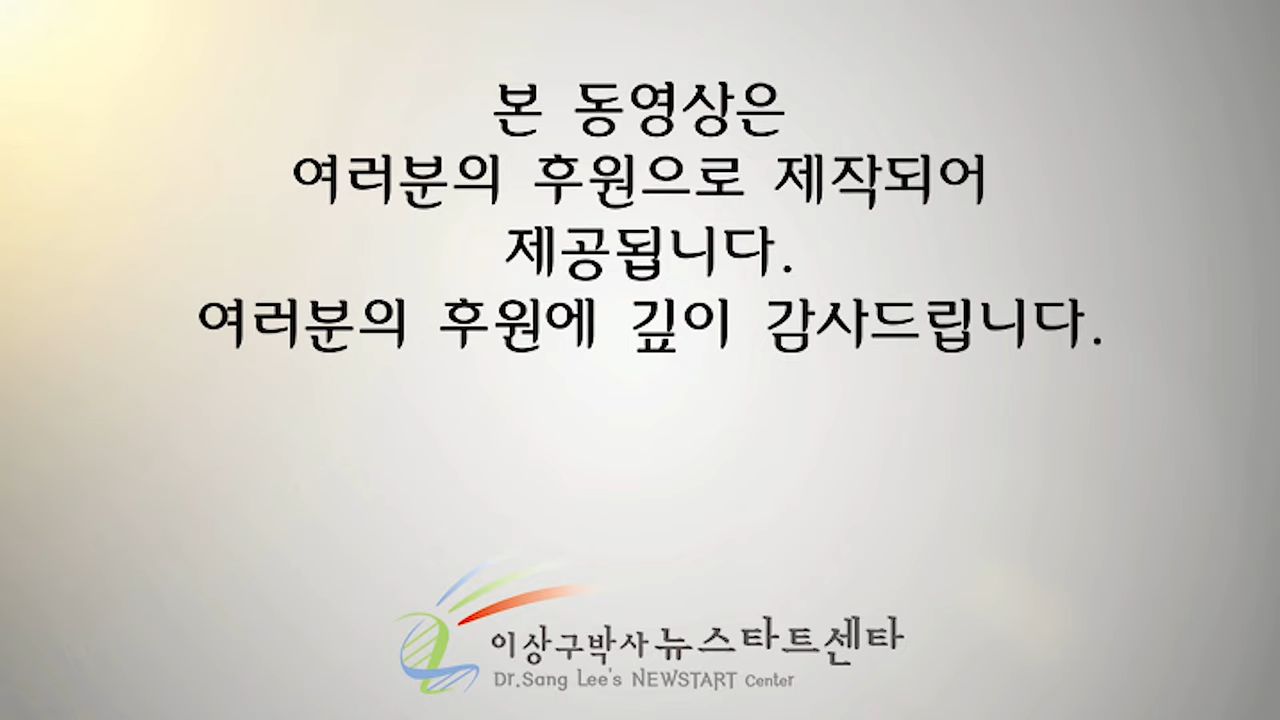 본 동영상은
여러분의 후원으로 제작되어
제공됩니다.
여러분의 후원에 깊이 감사드립니다.
이상구박사 뉴스타트센타
Dr.Sang Lee's NEWSTART Center